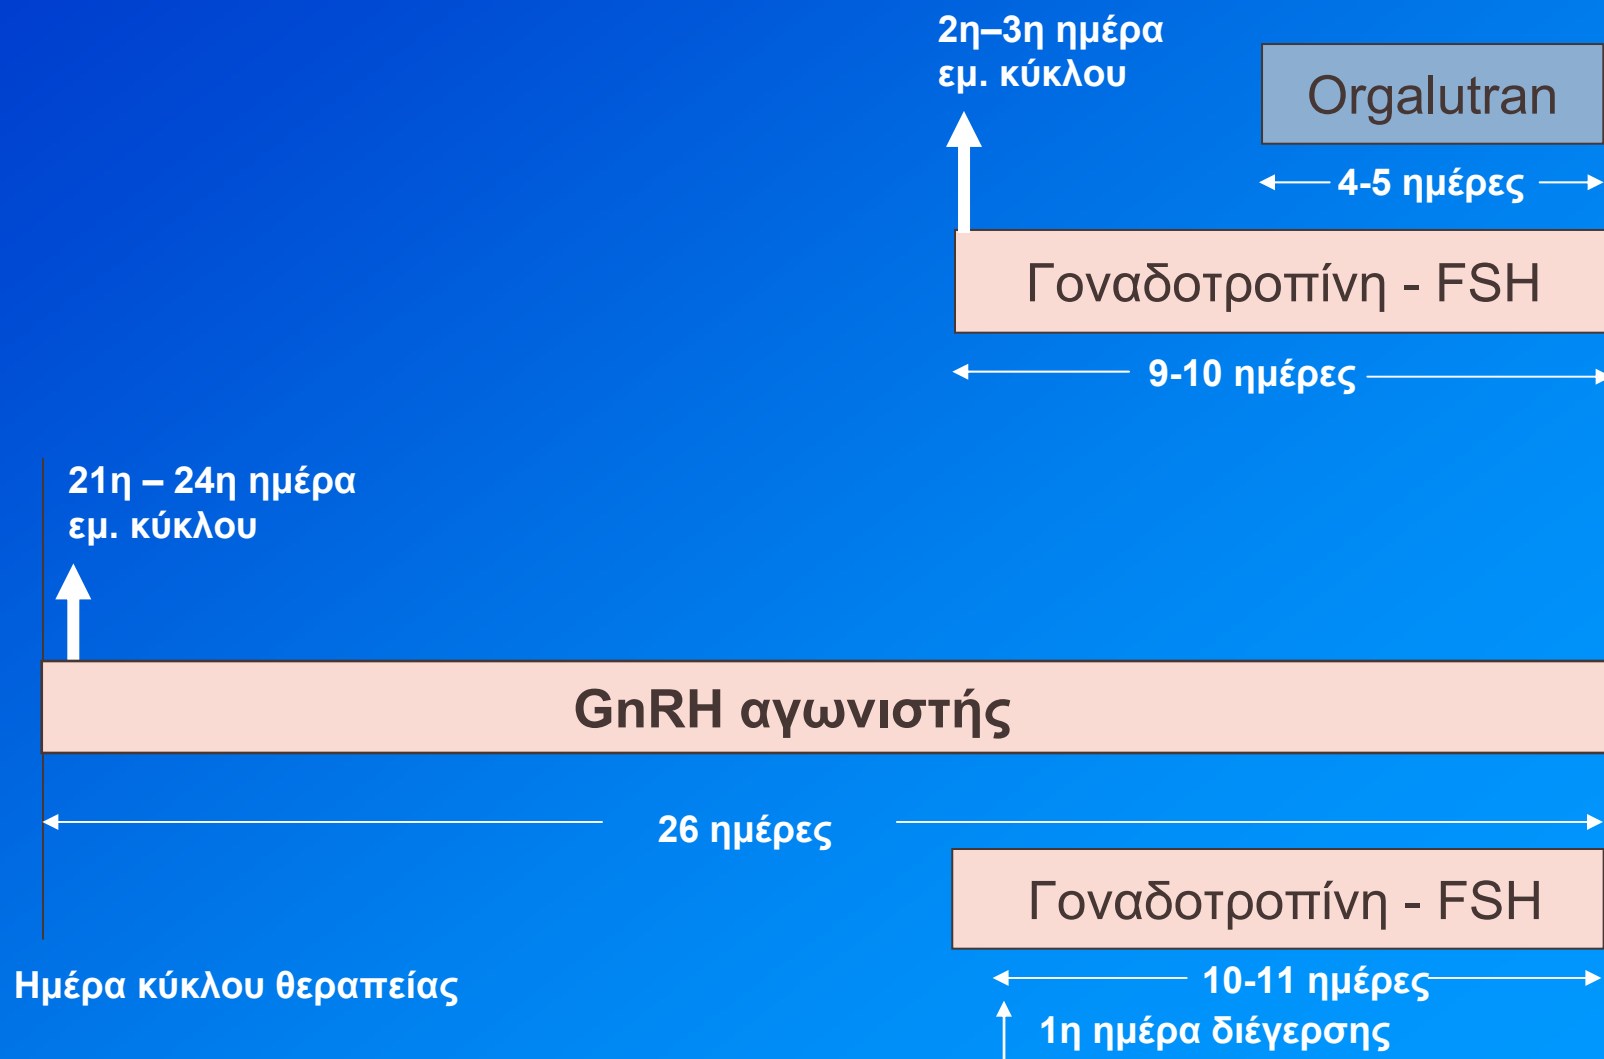 2η–3η ημέρα
εμ. κύκλου
Orgalutran
4-5 ημέρες
Γοναδοτροπίνη - FSH
9-10 ημέρες
21η – 24η ημέρα
εμ. κύκλου
GnRH αγωνιστής
26 ημέρες
Γοναδοτροπίνη - FSH
Ημέρα κύκλου θεραπείας
10-11 ημέρες
1η ημέρα διέγερσης